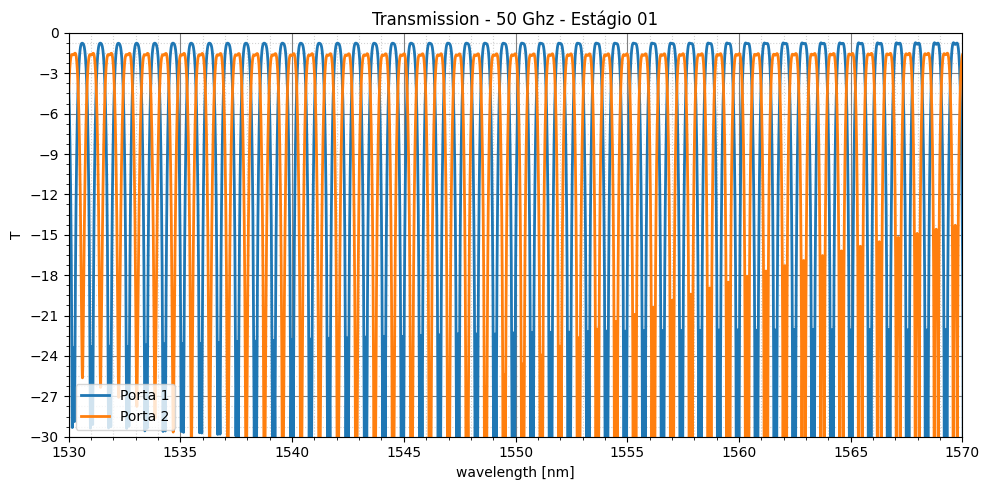 Transmission - 50 Ghz - Estágio 01
T
0
−3
−6
−9
−12
−15
−18
−21
−24
−27
−30
Porta 1
Porta 2
1530 1535 1540 1545 1550 1555 1560 1565 1570
wavelength [nm]